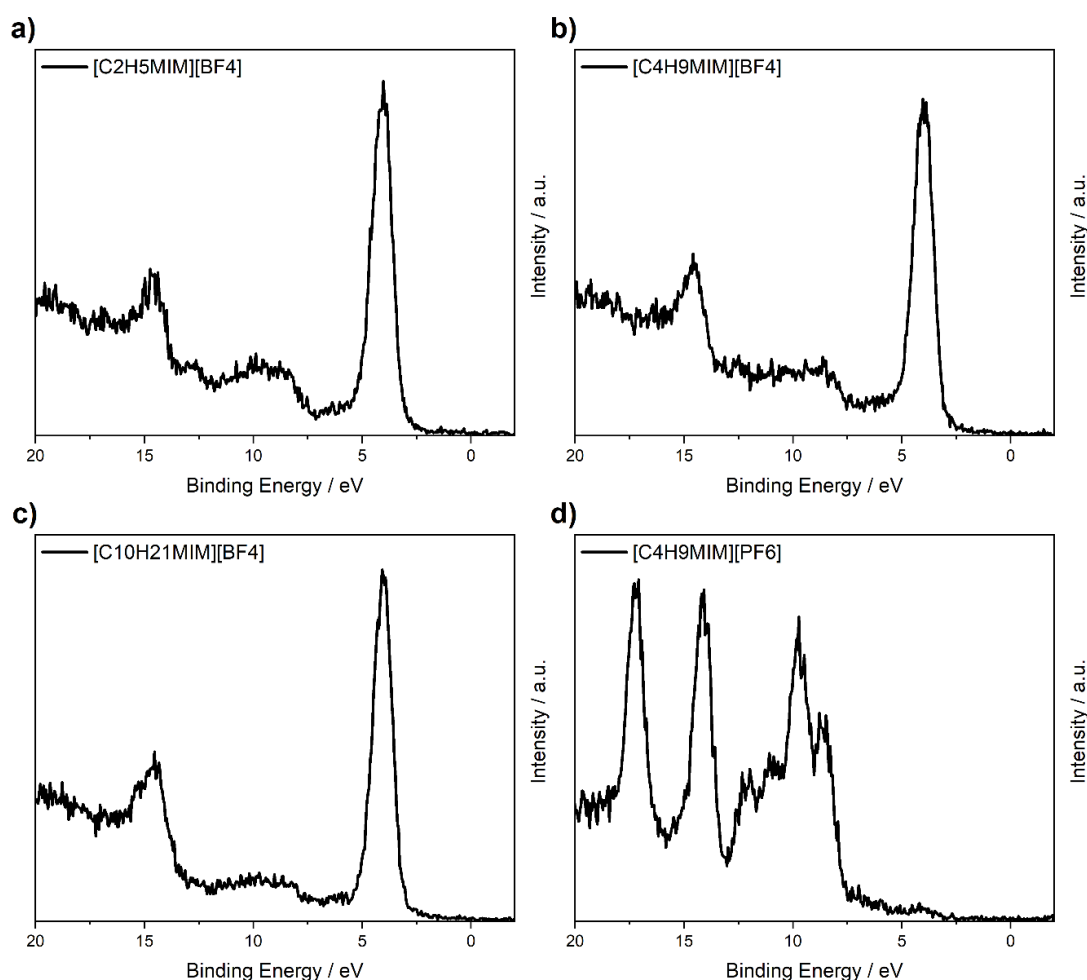 a)
[C2H5MIM][BF4]
20 15 10 5 0
Binding Energy / eV
Intensity / a.u.
b)
[C4H9MIM][BF4]
20 15 10 5 0
Binding Energy / eV
Intensity / a.u.
c)
[C10H21MIM][BF4]
20 15 10 5 0
Binding Energy / eV
Intensity / a.u.
d)
[C4H9MIM][PF6]
20 15 10 5 0
Binding Energy / eV
Intensity / a.u.